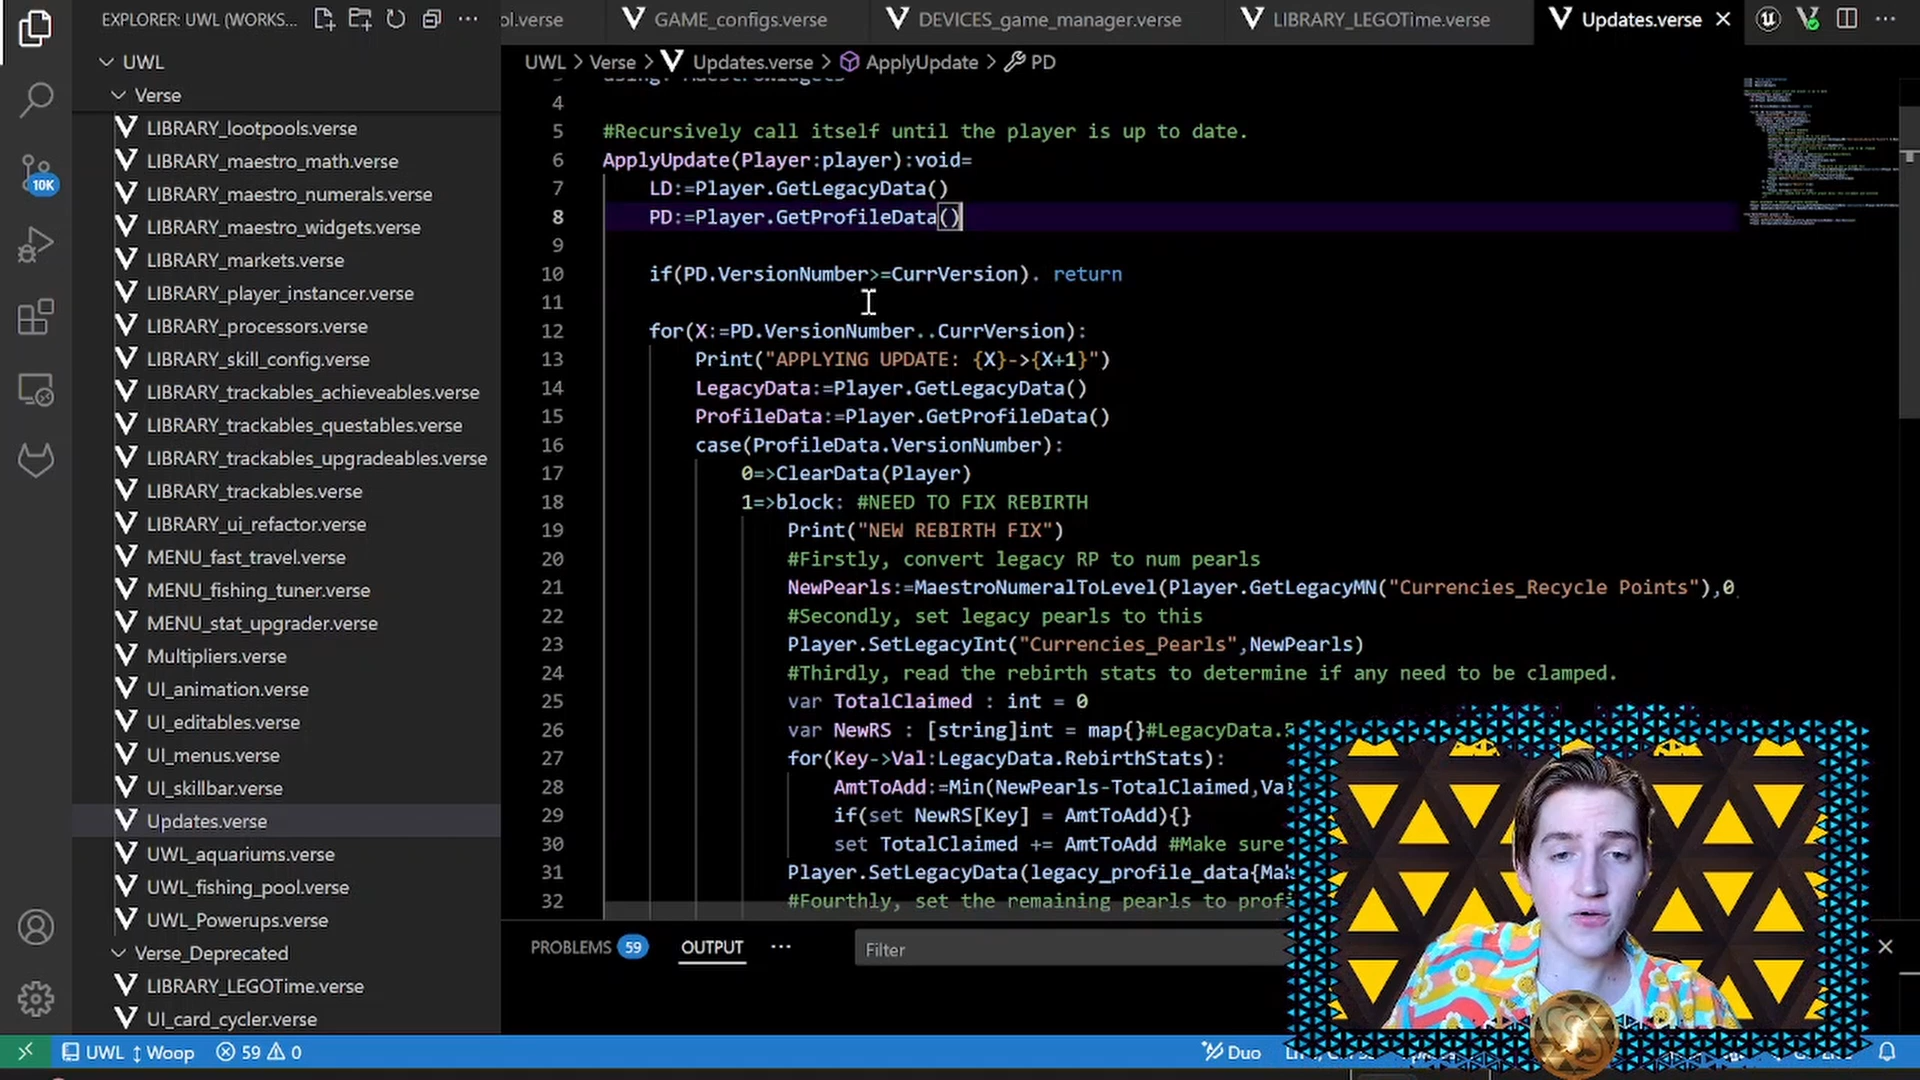 EXPLORER: UWL (WORKS...
UWL
Verse
LIBRARY_lootpools.verse
LIBRARY_maestro_math.verse
LIBRARY_maestro_numerals.verse
LIBRARY_maestro_widgets.verse
LIBRARY_markets.verse
LIBRARY_player_instancer.verse
LIBRARY_processors.verse
LIBRARY_skill_config.verse
LIBRARY_trackables_achieveables.verse
LIBRARY_trackables_questables.verse
LIBRARY_trackables_upgradeables.verse
LIBRARY_trackables.verse
LIBRARY_ui_refactor.verse
MENU_fast_travel.verse
MENU_fishing_tuner.verse
MENU_stat_upgrader.verse
Multipliers.verse
UI_animation.verse
UI_editables.verse
UI_menus.verse
UI_skillbar.verse
Updates.verse
UWL_aquariums.verse
UWL_fishing_pool.verse
UWL_Powerups.verse
Verse_Deprecated
LIBRARY_LEGOTime.verse
UI_card_cycler.verse
10K
ol.verse GAME_configs.verse DEVICES_game_manager.verse LIBRARY_LEGOTime.verse Updates.verse
UWL > Verse > Updates.verse > ApplyUpdate > PD
4
5 #Recursively call itself until the player is up to date.
6 ApplyUpdate(Player:player):void=
7 LD:=Player.GetLegacyData()
8 PD:=Player.GetProfileData()
9
10 if(PD.VersionNumber>=CurrVersion). return
11
12 for(X:=PD.VersionNumber..CurrVersion):
13 Print("APPLYING UPDATE: {X}->{X+1}")
14 LegacyData:=Player.GetLegacyData()
15 ProfileData:=Player.GetProfileData()
16 case(ProfileData.VersionNumber):
17 0=>ClearData(Player)
18 1=>block: #NEED TO FIX REBIRTH
19 Print("NEW REBIRTH FIX")
20 #Firstly, convert legacy RP to num pearls
21 NewPearls:=MaestroNumeralToLevel(Player.GetLegacyMN("Currencies_Recycle Points"),0
22 #Secondly, set legacy pearls to this
23 Player.SetLegacyInt("Currencies_Pearls",NewPearls)
24 #Thirdly, read the rebirth stats to determine if any need to be clamped.
25 var TotalClaimed : int = 0
26 var NewRS : [string]int = map{}#LegacyData.
27 for(Key->Val:LegacyData.RebirthStats):
28 AmtToAdd:=Min(NewPearls-TotalClaimed,Va
29 if(set NewRS[Key] = AmtToAdd){}
30 set TotalClaimed += AmtToAdd #Make sure
31 Player.SetLegacyData(legacy_profile_data{Ma
32 #Fourthly, set the remaining pearls to prof
PROBLEMS 59 OUTPUT ... Filter
UWL Woop 59 0 Duo